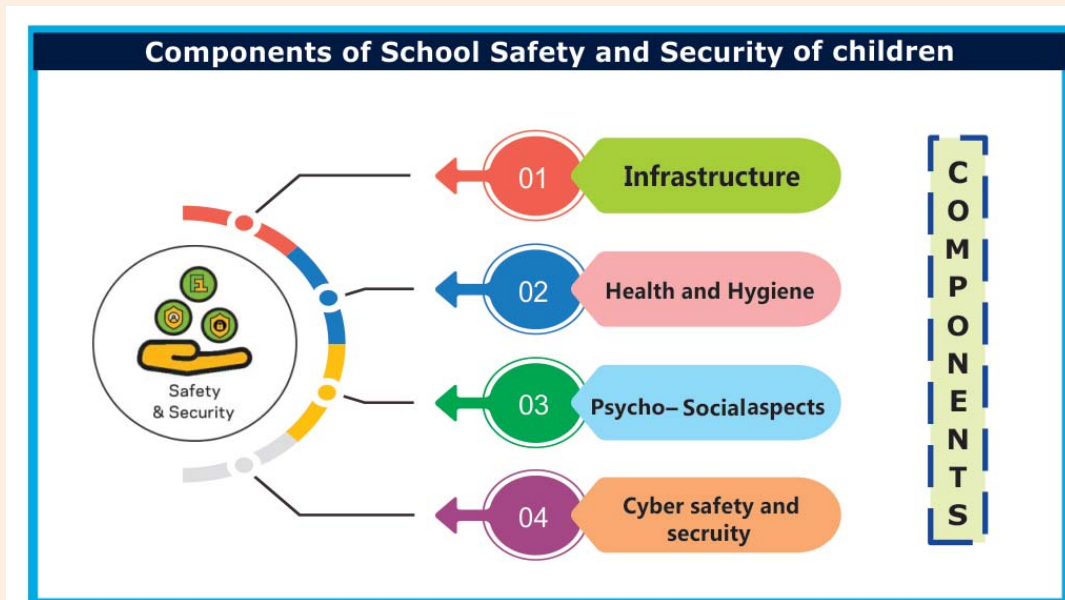 Components of School Safety and Security of children
Safety
& Security
01
Infrastructure
02
Health and Hygiene
03
Psycho– Socialaspects
04
Cyber safety and
secruity
COMPONENTS